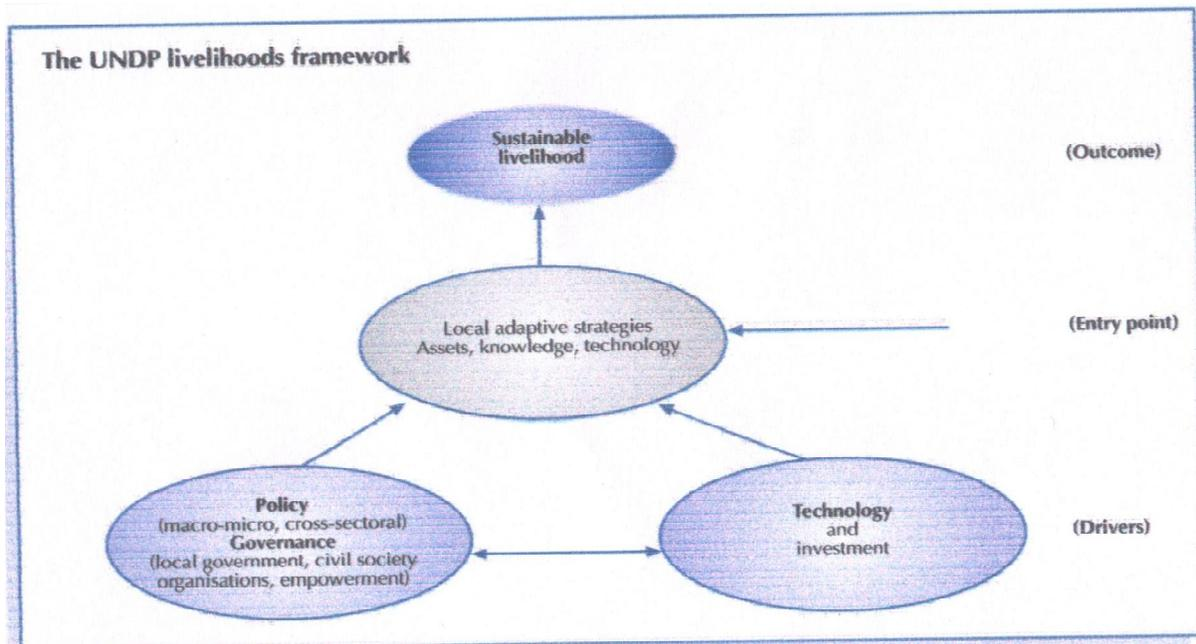 The UNDP livelihoods framework
Sustainable
livelihood
(Outcome)
Local adaptive strategies
Assets, knowledge, technology
(Entry point)
Policy
(macro-micro, cross-sectoral)
Governance
(local government, civil society
organisations, empowerment)
Technology
and
investment
(Drivers)